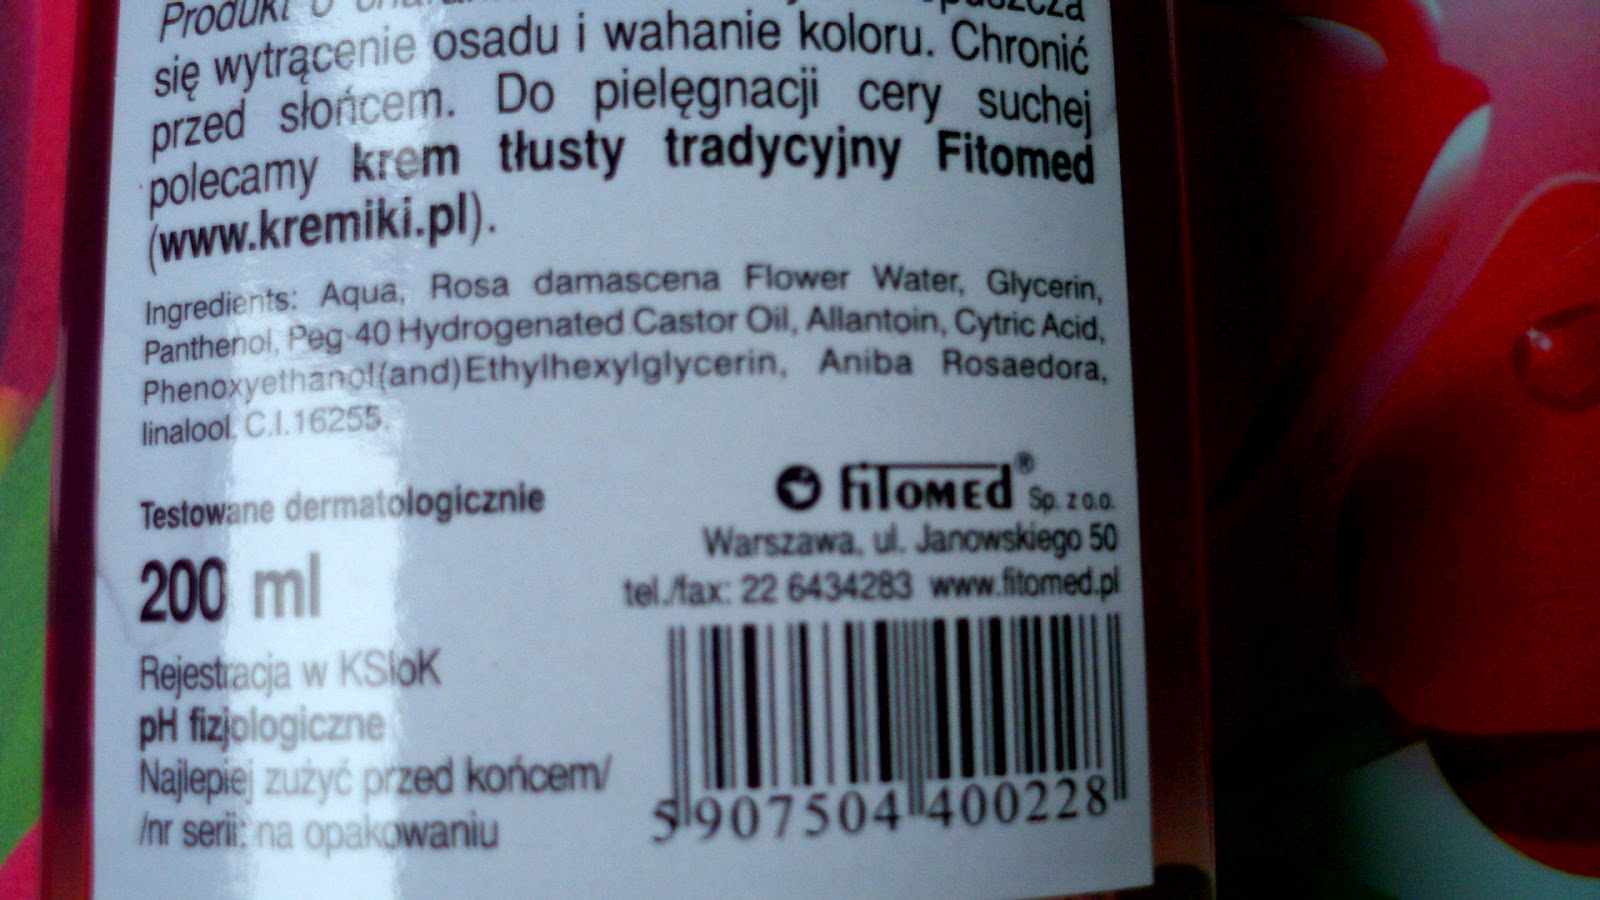 Produkt o
się wytrącenie osadu i wahanie koloru. Chronić
przed słońcem. Do pielęgnacji cery suchej
polecamy krem tłusty tradycyjny Fitomed
(www.kremiki.pl).
Ingredients: Aqua, Rosa damascena Flower Water, Glycerin,
Panthenol, Peg-40 Hydrogenated Castor Oil, Allantoin, Cytric Acid,
Phenoxyethanol(and)Ethylhexylglycerin, Aniba Rosaedora,
linalool, C.I.16255.
Testowane dermatologicznie
200 ml
Rejestracja w KSIoK
pH fizjologiczne
Najlepiej zużyć przed końcem/
/nr serii: na opakowaniu
FITOMED® Sp. z o.o.
Warszawa, ul. Janowskiego 50
tel./fax: 22 6434283 www.fitomed.pl
5 907504 400228